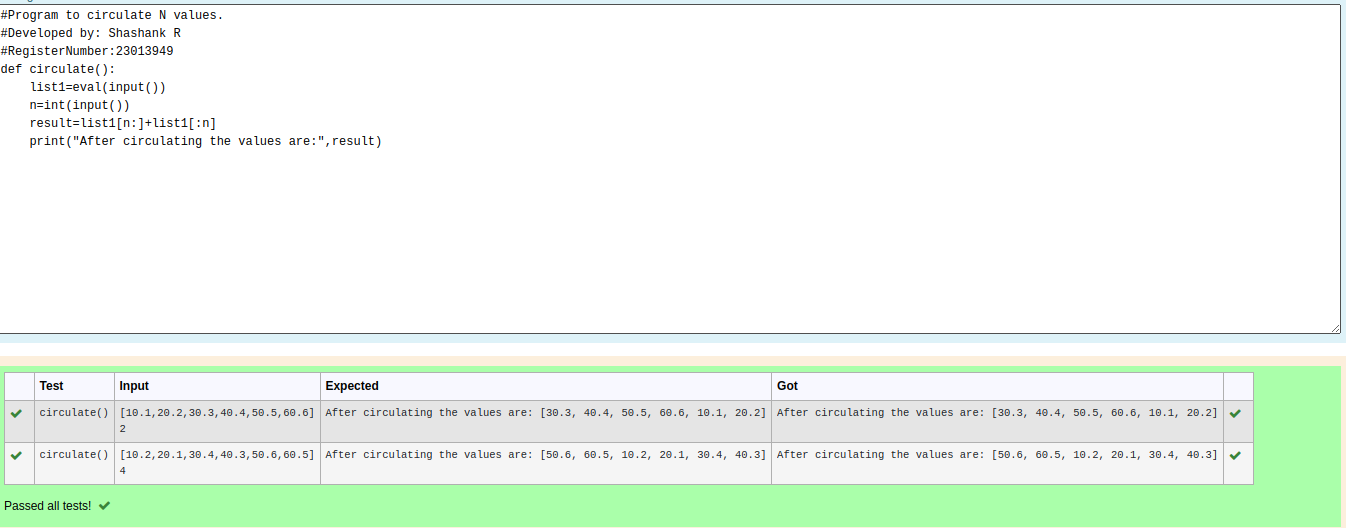 #Program to circulate N values.
#Developed by: Shashank R
#RegisterNumber:23013949
def circulate():
    list1=eval(input())
    n=int(input())
    result=list1[n:]+list1[:n]
    print("After circulating the values are:",result)
Test Input Expected Got
circulate() [10.1,20.2,30.3,40.4,50.5,60.6] After circulating the values are: [30.3, 40.4, 50.5, 60.6, 10.1, 20.2] After circulating the values are: [30.3, 40.4, 50.5, 60.6, 10.1, 20.2]
2
circulate() [10.2,20.1,30.4,40.3,50.6,60.5] After circulating the values are: [50.6, 60.5, 10.2, 20.1, 30.4, 40.3] After circulating the values are: [50.6, 60.5, 10.2, 20.1, 30.4, 40.3]
4
Passed all tests!